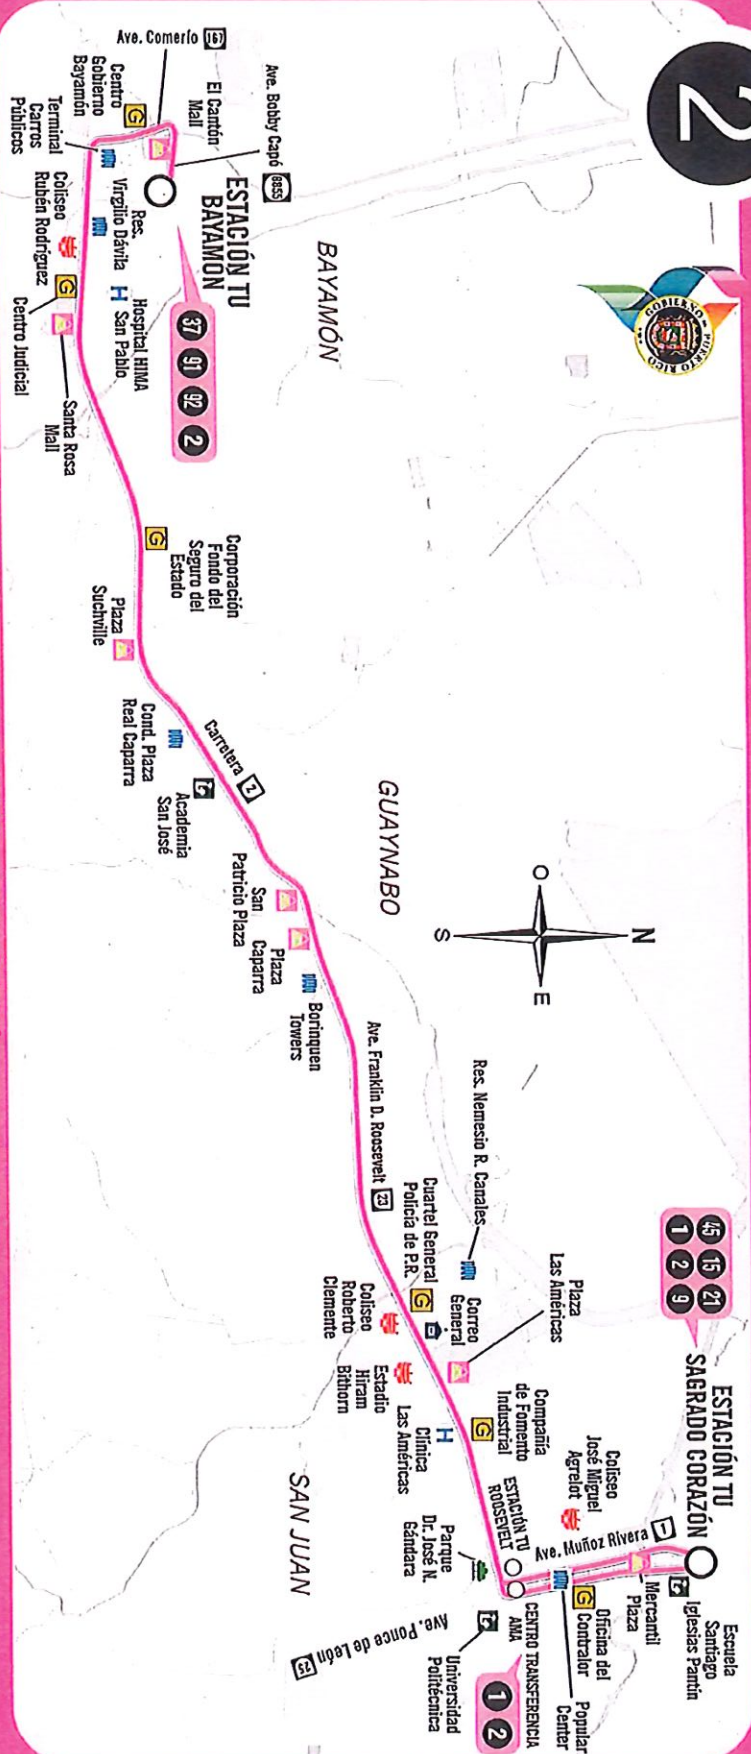 2
GOBIERNO DE PUERTO RICO
BAYAMÓN
GUAYNABO
SAN JUAN
N
O
E
S
Ave. Comerío 167
Ave. Bobby Capó 8855
El Cantón
Mall
Centro
Gobierno
Bayamón
G
Terminal
Carros
Públicos
ESTACIÓN TU
BAYAMÓN
37 91 92 2
Res.
Virgilio Dávila
H
Hospital HIMA
San Pablo
Coliseo
Rubén Rodríguez
G
Centro Judicial
Santa Rosa
Mall
G
Corporación
Fondo del
Seguro del
Estado
Plaza
Suchville
Cond. Plaza
Real Caparra
Carretera 2
Academia
San José
San
Patricio Plaza
Plaza
Caparra
Borinquen
Towers
Ave. Franklin D. Roosevelt 23
Res. Nemesio R. Canales
Cuartel General
Policía de P.R.
G
Correo
General
Coliseo
Roberto
Clemente
Estadio
Hiram
Bithorn
Plaza
Las Américas
H
Clínica
Las Américas
Compañía
de Fomento
Industrial
G
ESTACIÓN TU
ROOSEVELT
Parque
Dr. José N.
Gándara
Coliseo
José Miguel
Agrelot
Ave. Muñoz Rivera 1
45 15 21
1 2 9
ESTACIÓN TU
SAGRADO CORAZÓN
Escuela
Santiago
Iglesias Pantín
Mercantil
Plaza
Oficina del
Contralor
G
Popular
Center
CENTRO TRANSFERENCIA
AMA
1 2
Universidad
Politécnica
Ave. Ponce de León 25